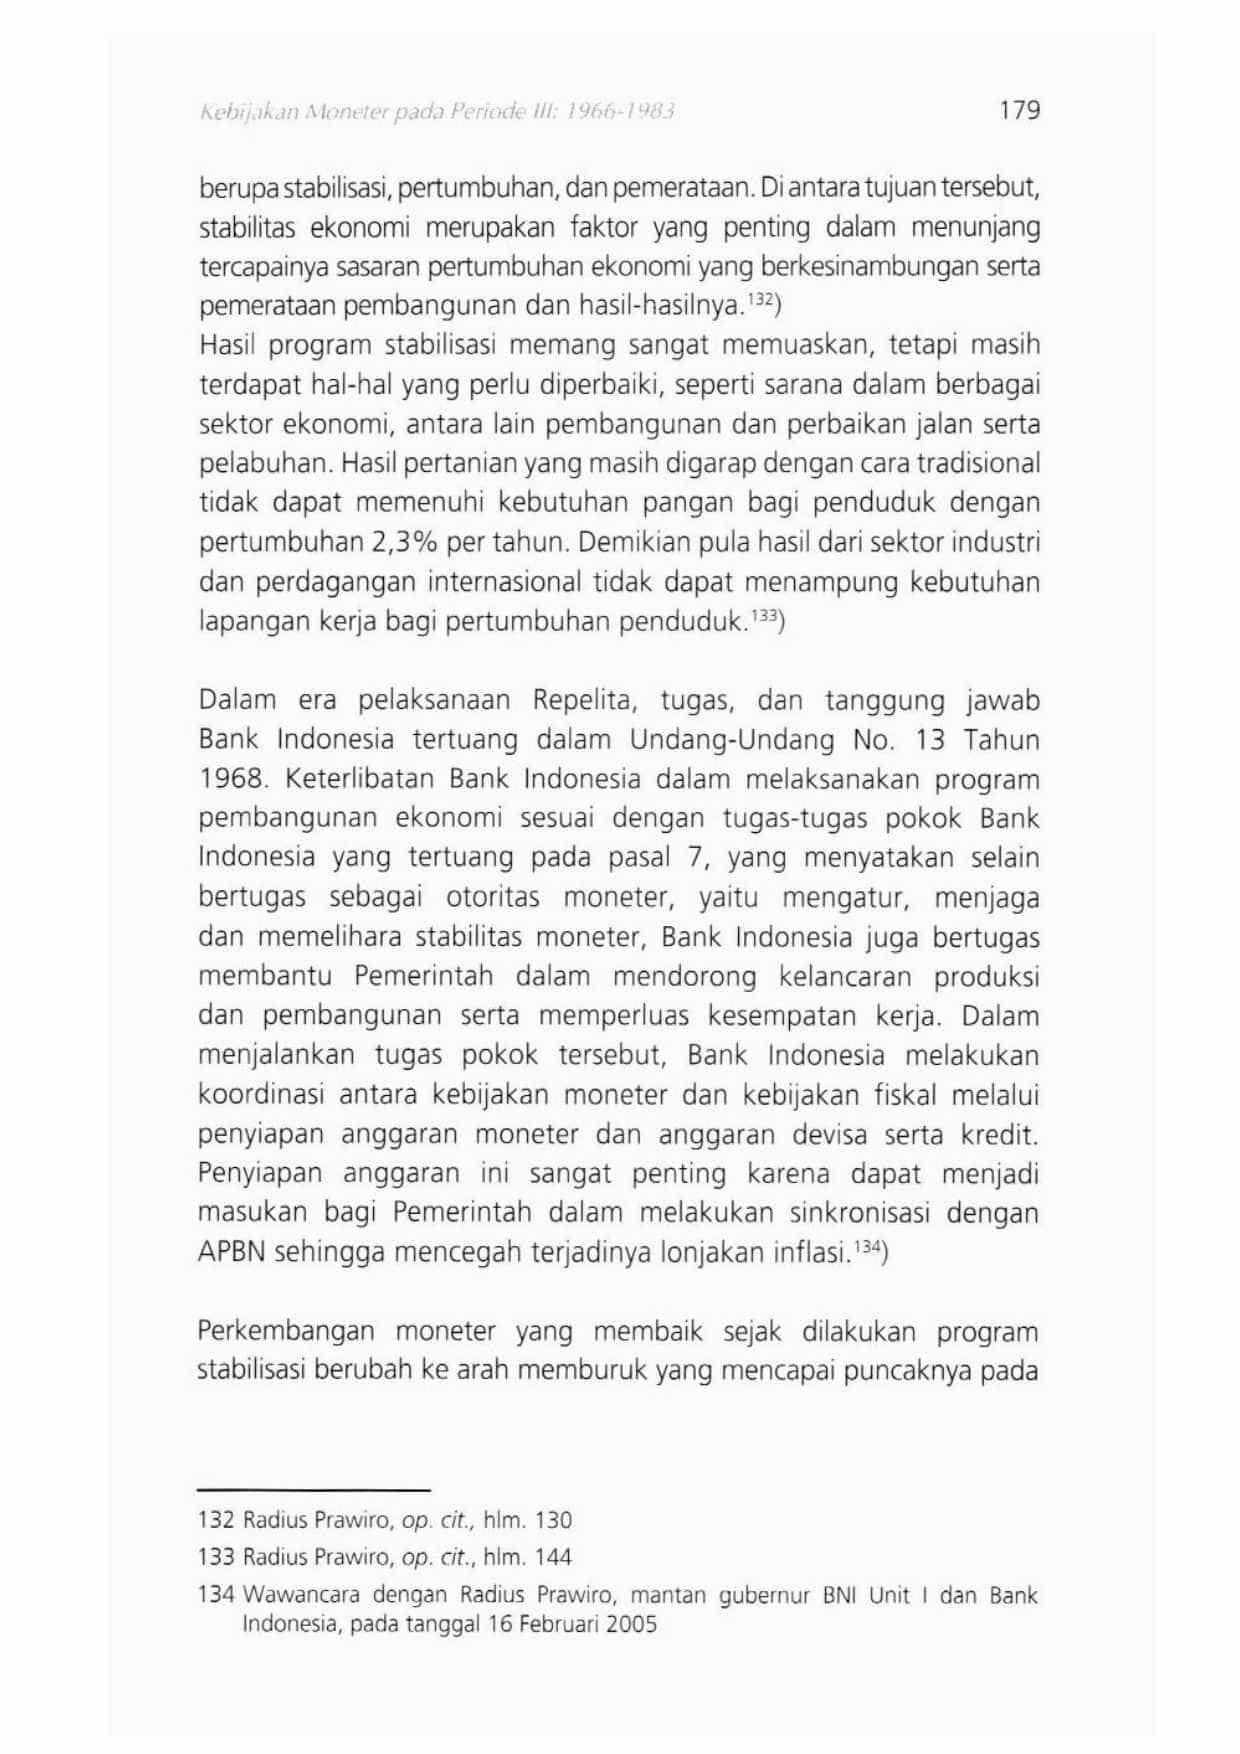 Kebijakan Moneter pada Periode III: 1966-1983 179
berupa stabilisasi, pertumbuhan, dan pemerataan. Di antara tujuan tersebut,
stabilitas ekonomi merupakan faktor yang penting dalam menunjang
tercapainya sasaran pertumbuhan ekonomi yang berkesinambungan serta
pemerataan pembangunan dan hasil-hasilnya.132)
Hasil program stabilisasi memang sangat memuaskan, tetapi masih
terdapat hal-hal yang perlu diperbaiki, seperti sarana dalam berbagai
sektor ekonomi, antara lain pembangunan dan perbaikan jalan serta
pelabuhan. Hasil pertanian yang masih digarap dengan cara tradisional
tidak dapat memenuhi kebutuhan pangan bagi penduduk dengan
pertumbuhan 2,3% per tahun. Demikian pula hasil dari sektor industri
dan perdagangan internasional tidak dapat menampung kebutuhan
lapangan kerja bagi pertumbuhan penduduk.133)
Dalam era pelaksanaan Repelita, tugas, dan tanggung jawab
Bank Indonesia tertuang dalam Undang-Undang No. 13 Tahun
1968. Keterlibatan Bank Indonesia dalam melaksanakan program
pembangunan ekonomi sesuai dengan tugas-tugas pokok Bank
Indonesia yang tertuang pada pasal 7, yang menyatakan selain
bertugas sebagai otoritas moneter, yaitu mengatur, menjaga
dan memelihara stabilitas moneter, Bank Indonesia juga bertugas
membantu Pemerintah dalam mendorong kelancaran produksi
dan pembangunan serta memperluas kesempatan kerja. Dalam
menjalankan tugas pokok tersebut, Bank Indonesia melakukan
koordinasi antara kebijakan moneter dan kebijakan fiskal melalui
penyiapan anggaran moneter dan anggaran devisa serta kredit.
Penyiapan anggaran ini sangat penting karena dapat menjadi
masukan bagi Pemerintah dalam melakukan sinkronisasi dengan
APBN sehingga mencegah terjadinya lonjakan inflasi.134)
Perkembangan moneter yang membaik sejak dilakukan program
stabilisasi berubah ke arah memburuk yang mencapai puncaknya pada
132 Radius Prawiro, op. cit., hlm. 130
133 Radius Prawiro, op. cit., hlm. 144
134 Wawancara dengan Radius Prawiro, mantan gubernur BNI Unit I dan Bank
Indonesia, pada tanggal 16 Februari 2005